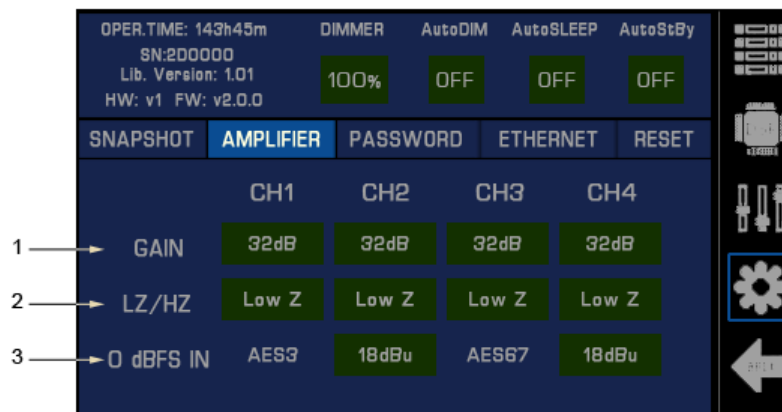 OPER.TIME: 143h45m DIMMER AutoDIM AutoSLEEP AutoStBy
SN:2D0000
Lib. Version: 1.01
100% OFF OFF OFF
HW: v1 FW: v2.0.0
SNAPSHOT AMPLIFIER PASSWORD ETHERNET RESET
CH1 CH2 CH3 CH4
1 GAIN 32dB 32dB 32dB 32dB
2 LZ/HZ Low Z Low Z Low Z Low Z
3 0 dBFS IN AES3 18dBu AES67 18dBu